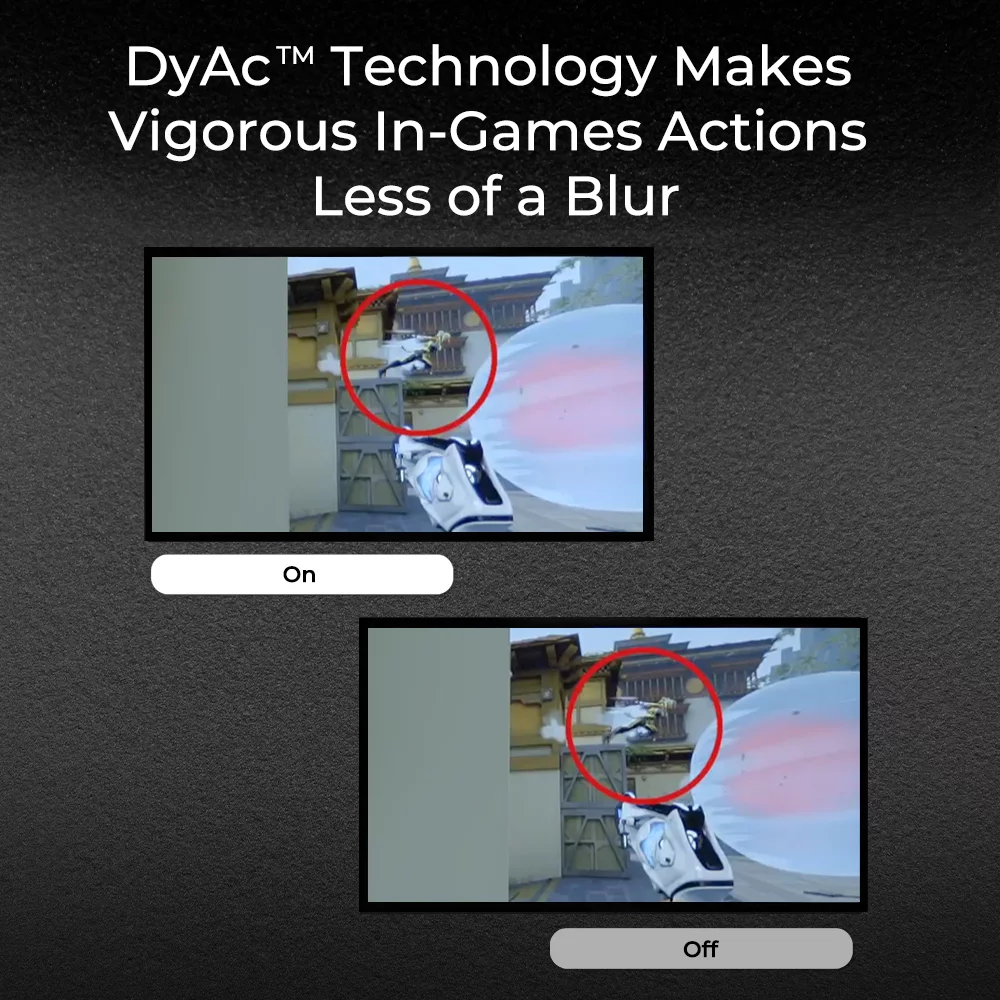 DyAc™ Technology Makes
Vigorous In-Games Actions
Less of a Blur
On
Off